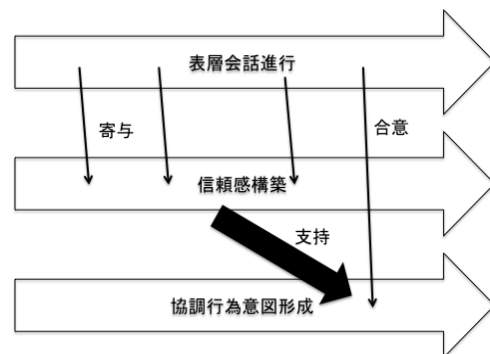 表層会話進行
寄与
合意
信頼感構築
支持
協調行為意図形成